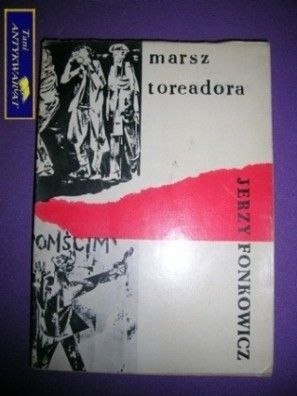 Tani
ANTYKWARIAT
marsz
toreadora
JERZY FONKOWICZ
OMŚCIM